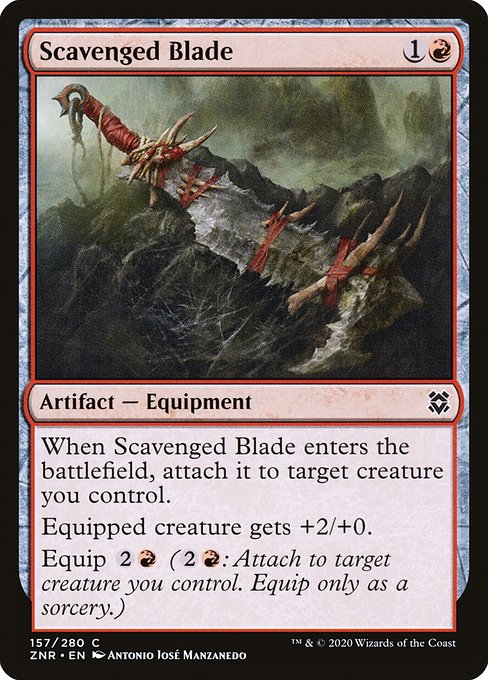 Scavenged Blade 1
Artifact — Equipment
When Scavenged Blade enters the
battlefield, attach it to target creature
you control.
Equipped creature gets +2/+0.
Equip 2 (2: Attach to target
creature you control. Equip only as a
sorcery.)
157/280 C
ZNR • EN Antonio José Manzanedo
™ & © 2020 Wizards of the Coast